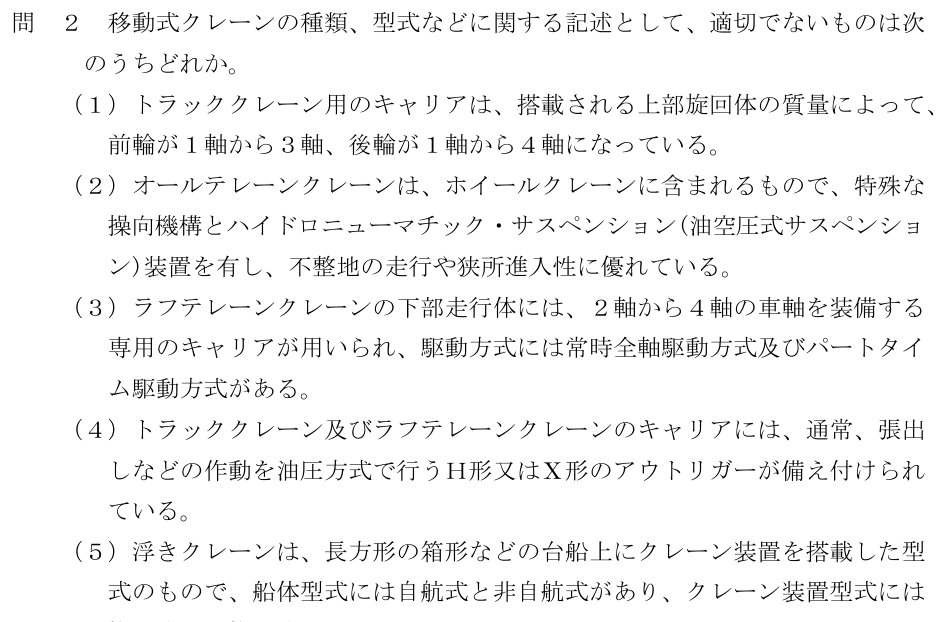 問　２　移動式クレーンの種類、型式などに関する記述として、適切でないものは次
のうちどれか。
（１）トラッククレーン用のキャリアは、搭載される上部旋回体の質量によって、
前輪が１軸から３軸、後輪が１軸から４軸になっている。
（２）オールテレーンクレーンは、ホイールクレーンに含まれるもので、特殊な
操向機構とハイドロニューマチック・サスペンション(油空圧式サスペンショ
ン)装置を有し、不整地の走行や狭所進入性に優れている。
（３）ラフテレーンクレーンの下部走行体には、２軸から４軸の車軸を装備する
専用のキャリアが用いられ、駆動方式には常時全軸駆動方式及びパートタイ
ム駆動方式がある。
（４）トラッククレーン及びラフテレーンクレーンのキャリアには、通常、張出
しなどの作動を油圧方式で行うＨ形又はＸ形のアウトリガーが備え付けられ
ている。
（５）浮きクレーンは、長方形の箱形などの台船上にクレーン装置を搭載した型
式のもので、船体型式には自航式と非自航式があり、クレーン装置型式には